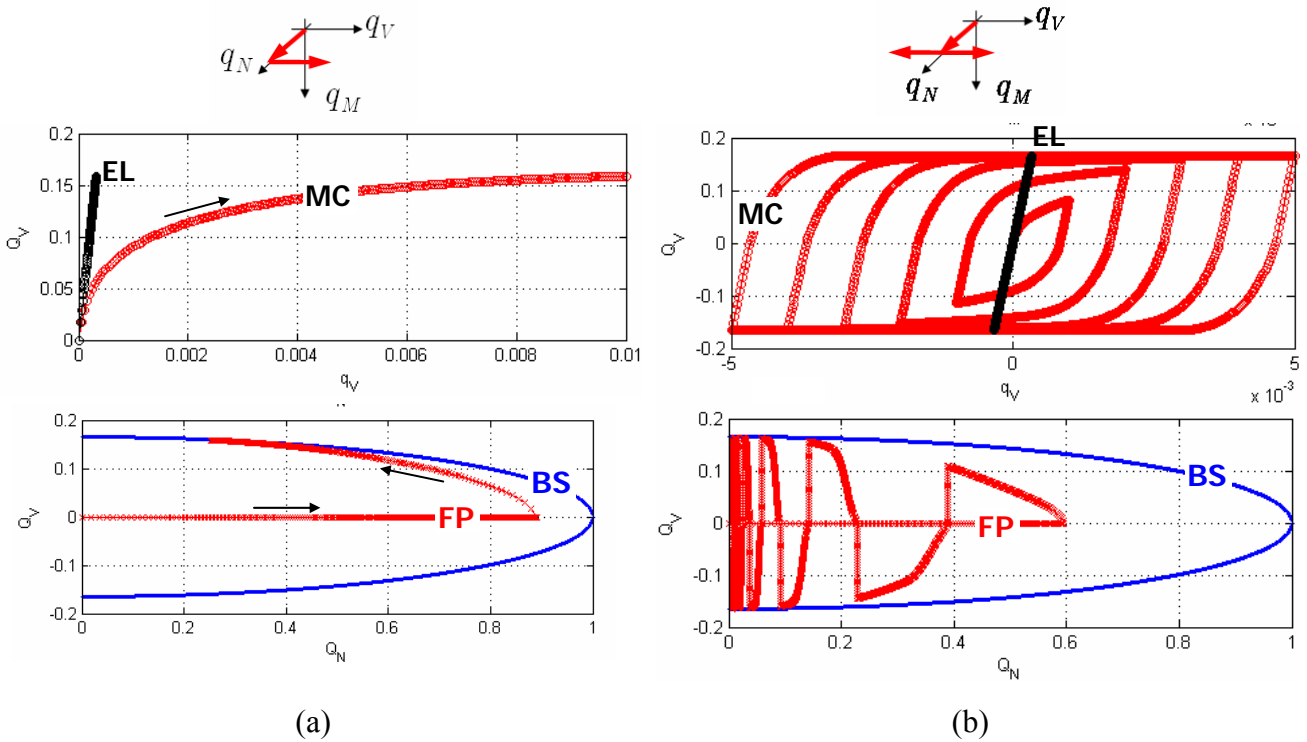 q_V
q_N
q_M
q_V
q_N
q_M
0.2
0.15
0.1
0.05
0
Q_V
EL
MC
0 0.002 0.004 0.006 0.008 0.01
q_V
0.2
0.1
0
-0.1
-0.2
Q_V
EL
MC
-5 0 5
q_V
x 10^-3
0.2
0.1
0
-0.1
-0.2
Q_V
BS
FP
0 0.2 0.4 0.6 0.8 1
Q_N
0.2
0.1
0
-0.1
-0.2
Q_V
BS
FP
0 0.2 0.4 0.6 0.8 1
Q_N
(a)
(b)